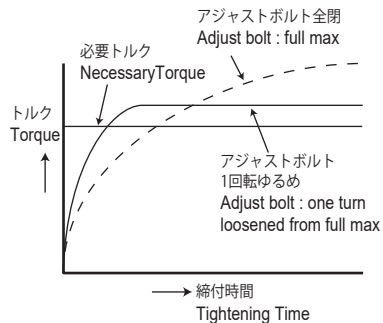 アジャストボルト全閉
Adjust bolt : full max
必要トルク
NecessaryTorque
トルク
Torque
アジャストボルト
1回転ゆるめ
Adjust bolt : one turn
loosened from full max
締付時間
Tightening Time